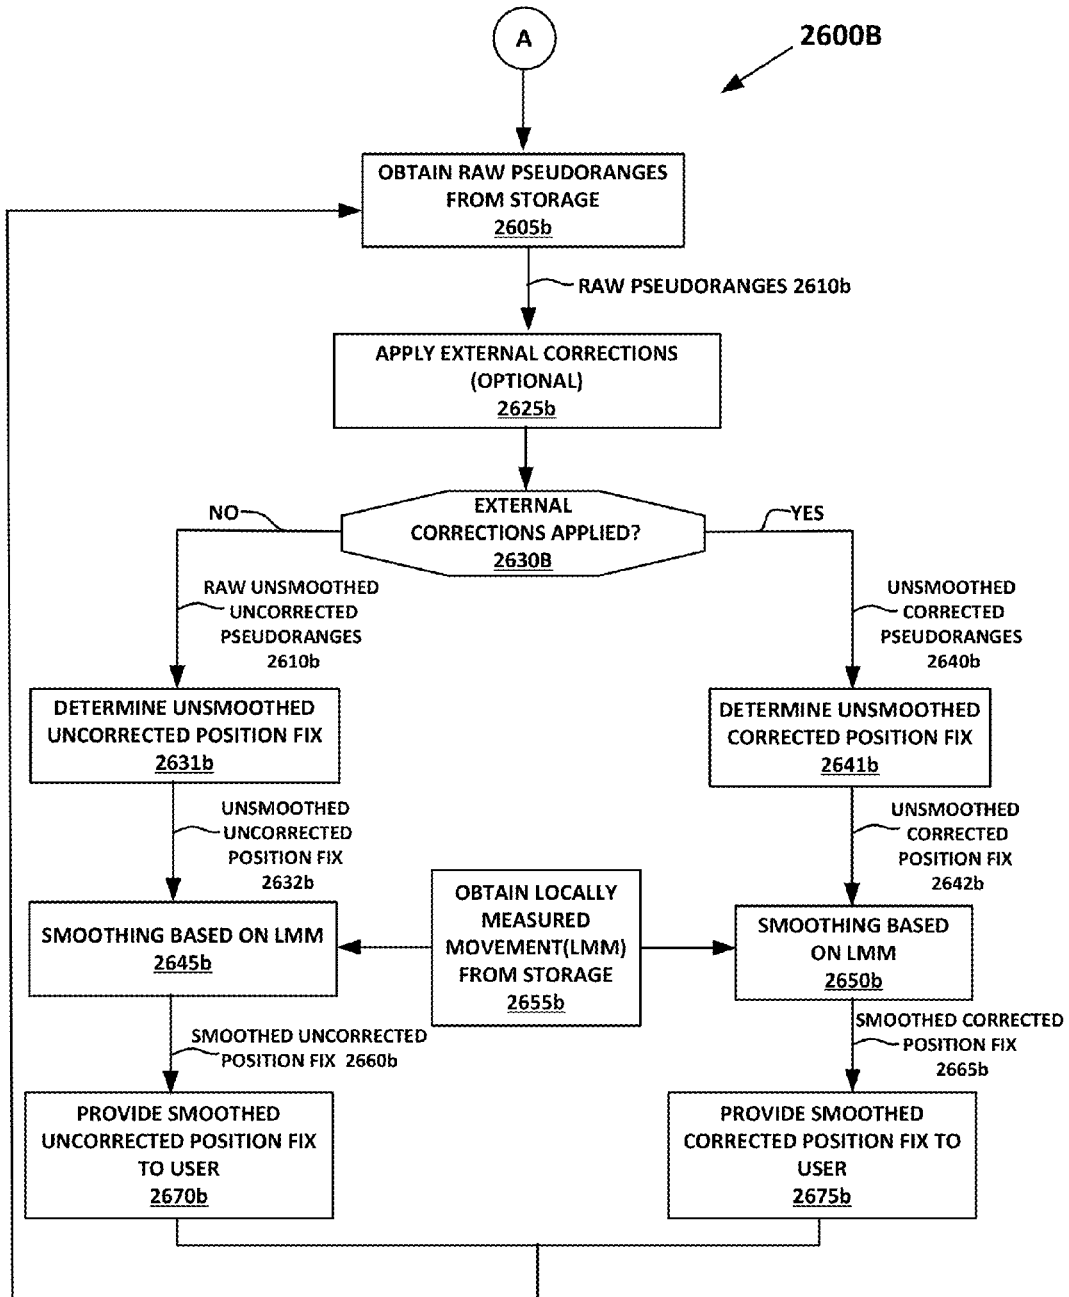 A
2600B
OBTAIN RAW PSEUDORANGES
FROM STORAGE
2605b
RAW PSEUDORANGES 2610b
APPLY EXTERNAL CORRECTIONS
(OPTIONAL)
2625b
EXTERNAL
CORRECTIONS APPLIED?
2630B
NO
YES
RAW UNSMOOTHED
UNCORRECTED
PSEUDORANGES
2610b
UNSMOOTHED
CORRECTED
PSEUDORANGES
2640b
DETERMINE UNSMOOTHED
UNCORRECTED POSITION FIX
2631b
DETERMINE UNSMOOTHED
CORRECTED POSITION FIX
2641b
UNSMOOTHED
UNCORRECTED
POSITION FIX
2632b
UNSMOOTHED
CORRECTED
POSITION FIX
2642b
SMOOTHING BASED ON LMM
2645b
OBTAIN LOCALLY
MEASURED
MOVEMENT(LMM)
FROM STORAGE
2655b
SMOOTHING BASED
ON LMM
2650b
SMOOTHED UNCORRECTED
POSITION FIX 2660b
SMOOTHED CORRECTED
POSITION FIX
2665b
PROVIDE SMOOTHED
UNCORRECTED POSITION FIX
TO USER
2670b
PROVIDE SMOOTHED
CORRECTED POSITION FIX TO
USER
2675b